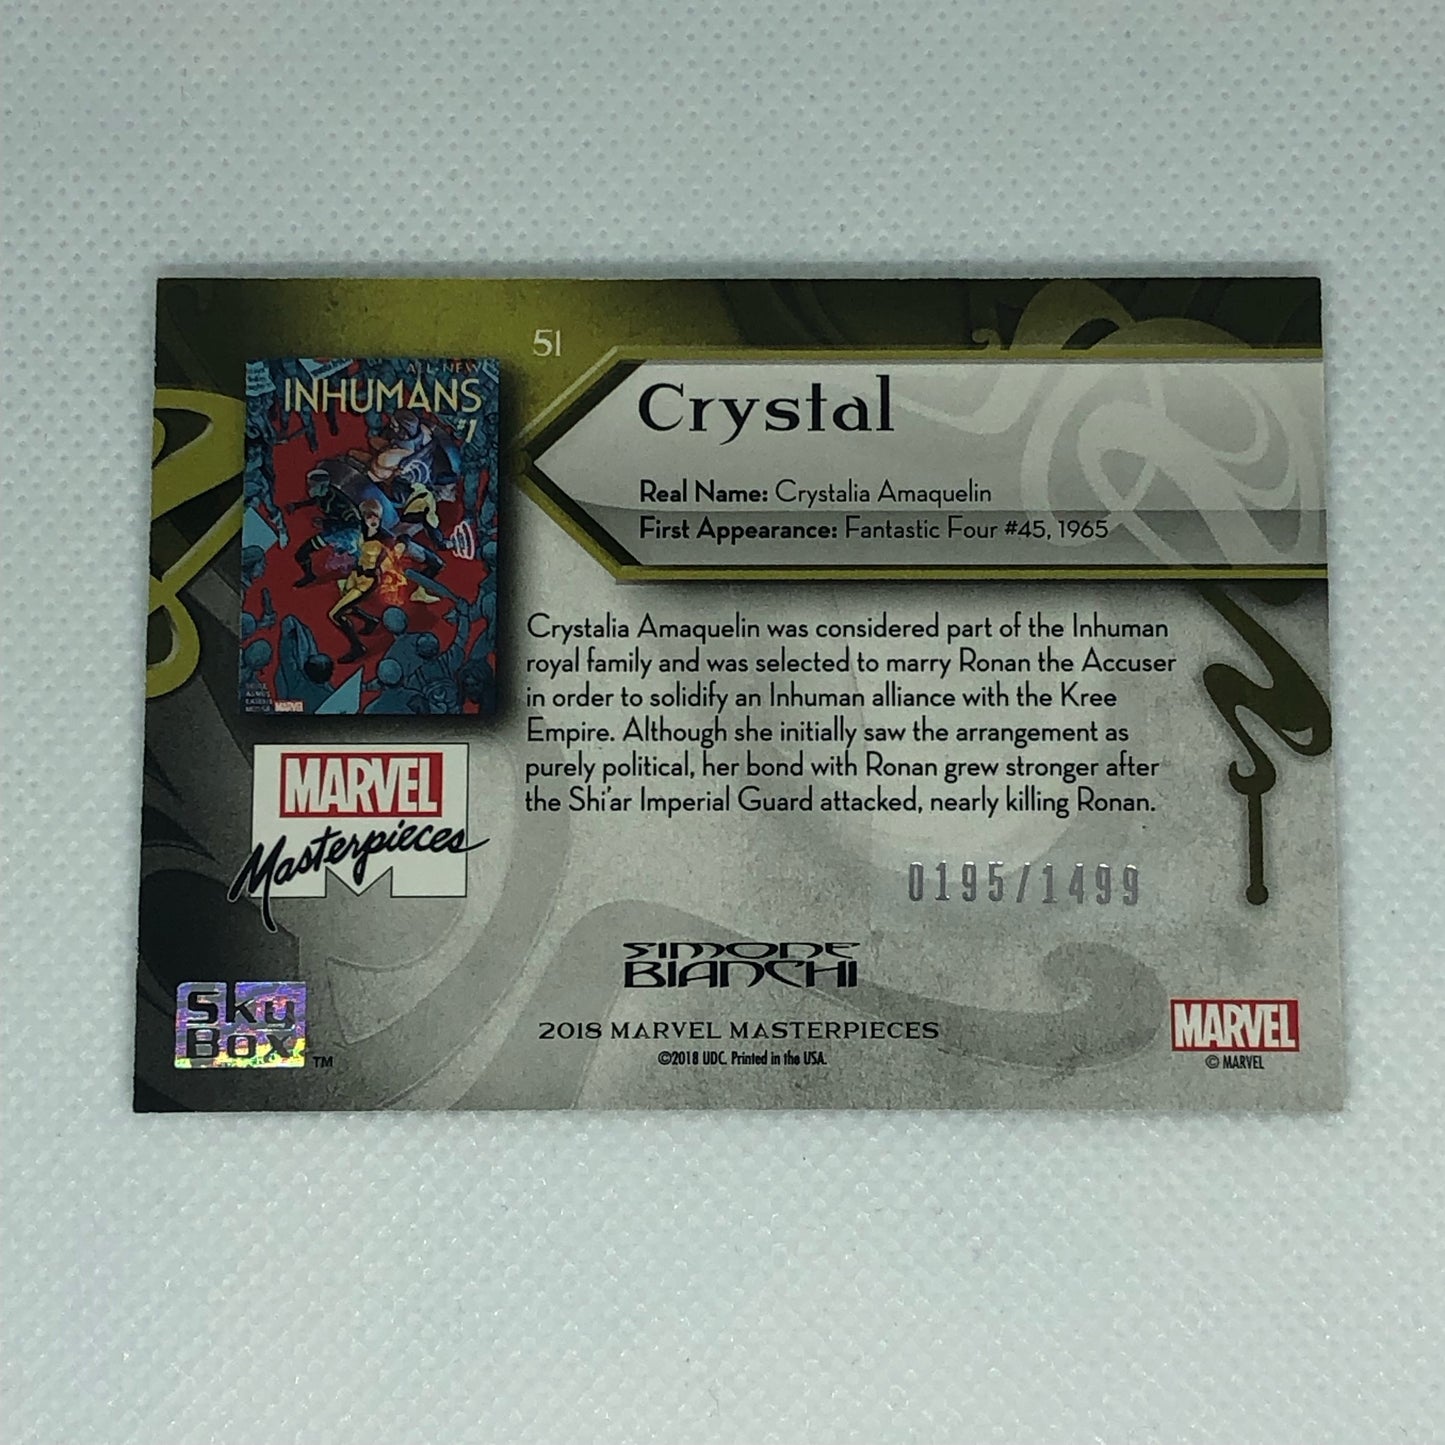 51
ALL-NEW
INHUMANS
#1
MARVEL
Crystal
Real Name: Crystalia Amaquelin
First Appearance: Fantastic Four #45, 1965
Crystalia Amaquelin was considered part of the Inhuman
royal family and was selected to marry Ronan the Accuser
in order to solidify an Inhuman alliance with the Kree
Empire. Although she initially saw the arrangement as
purely political, her bond with Ronan grew stronger after
the Shi'ar Imperial Guard attacked, nearly killing Ronan.
MARVEL
Masterpieces
0195/1499
SIMONE
BIANCHI
2018 MARVEL MASTERPIECES
©2018 UDC. Printed in the USA.
Sky
Box
TM
MARVEL
© MARVEL